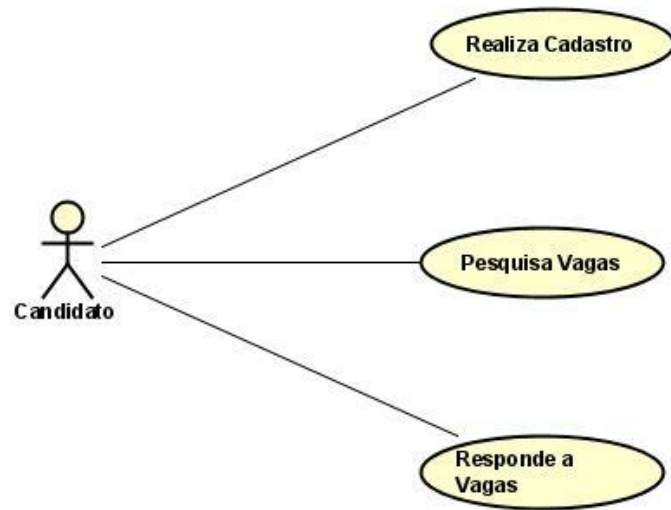 Realiza Cadastro
Pesquisa Vagas
Candidato
Responde a
Vagas